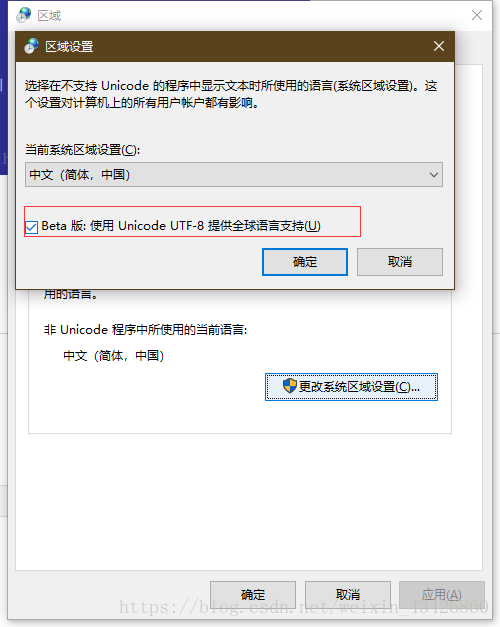 区域
区域设置
选择在不支持 Unicode 的程序中显示文本时所使用的语言(系统区域设置)。这
个设置对计算机上的所有用户帐户都有影响。
当前系统区域设置(C):
中文（简体，中国）
Beta 版: 使用 Unicode UTF-8 提供全球语言支持(U)
确定 取消
用的语言。
非 Unicode 程序中所使用的当前语言:
中文（简体，中国）
更改系统区域设置(C)...
确定 取消 应用(A)